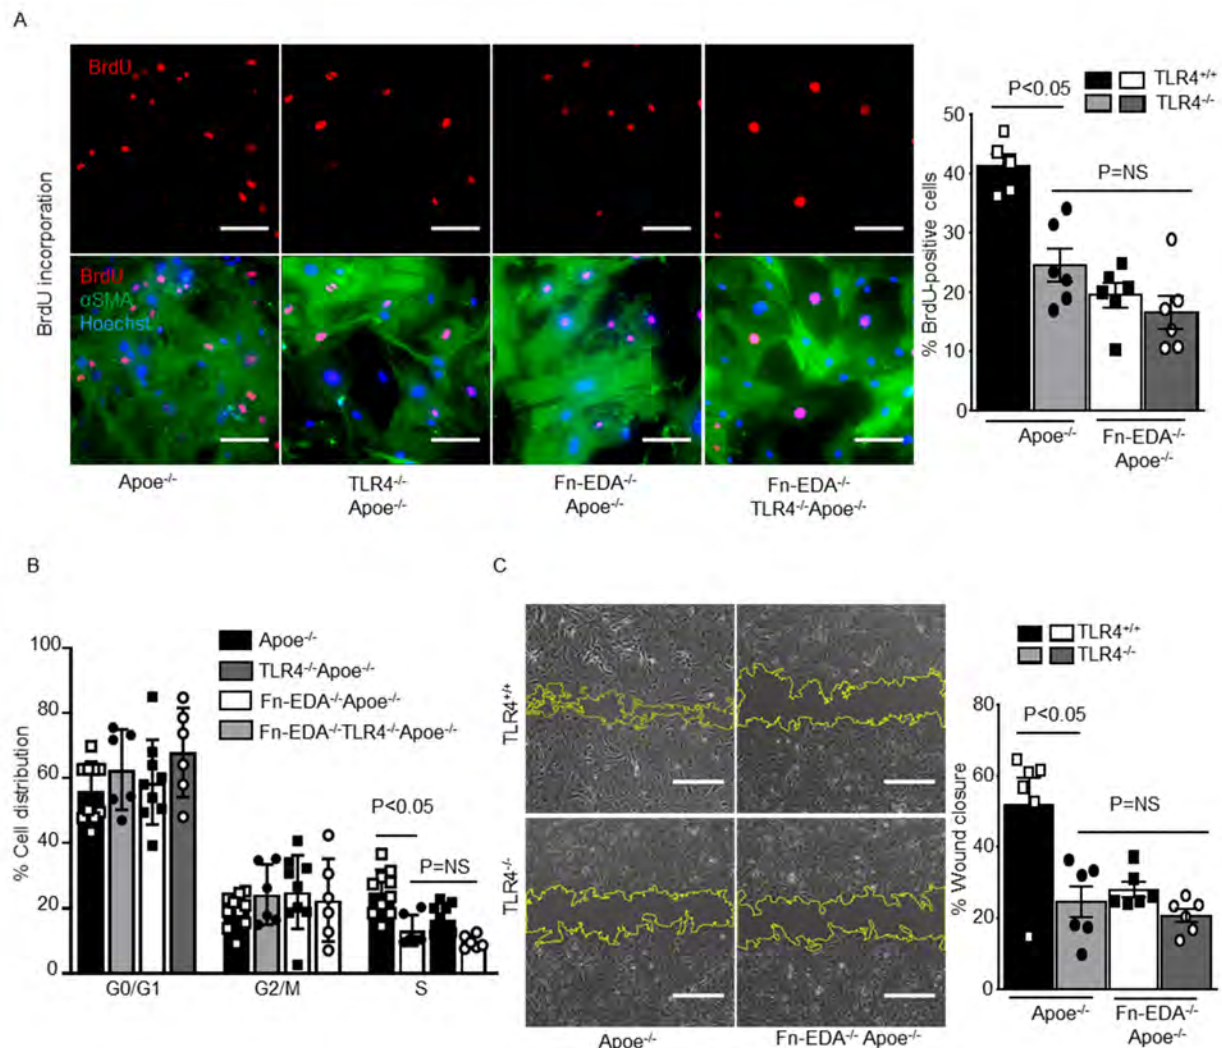 A
BrdU
BrdU incorporation
BrdU
αSMA
Hoechst
Apoe-/-
TLR4-/-
Apoe-/-
Fn-EDA-/-
Apoe-/-
Fn-EDA-/-
TLR4-/-Apoe-/-
TLR4+/+
TLR4-/-
P<0.05
P=NS
% BrdU-positive cells
50
40
30
20
10
0
Apoe-/-
Fn-EDA-/-
Apoe-/-
B
Apoe-/-
TLR4-/-Apoe-/-
Fn-EDA-/-Apoe-/-
Fn-EDA-/-TLR4-/-Apoe-/-
% Cell distribution
100
80
60
40
20
0
P<0.05
P=NS
G0/G1
G2/M
S
C
TLR4+/+
TLR4-/-
Apoe-/-
Fn-EDA-/- Apoe-/-
TLR4+/+
TLR4-/-
P<0.05
P=NS
% Wound closure
80
60
40
20
0
Apoe-/-
Fn-EDA-/-
Apoe-/-